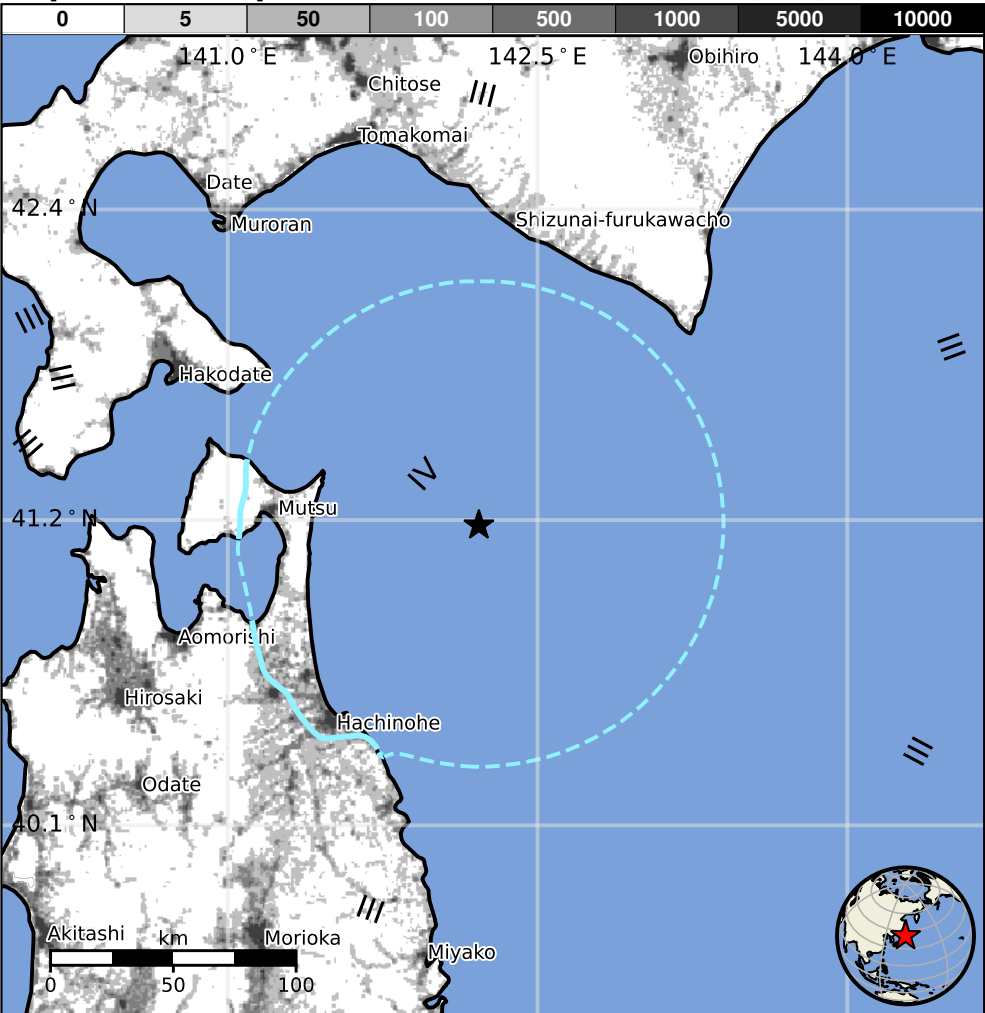 0 5 50 100 500 1000 5000 10000
141.0°E 142.5°E 144.0°E
Obihiro
Chitose
III
Tomakomai
Date
42.4°N
Muroran
Shizunai-furukawacho
III
III
Hakodate
III
III
IV
Mutsu
41.2°N
Aomorishi
Hirosaki
Hachinohe
III
Odate
40.1°N
III
Akitashi
km
Morioka
Miyako
0 50 100